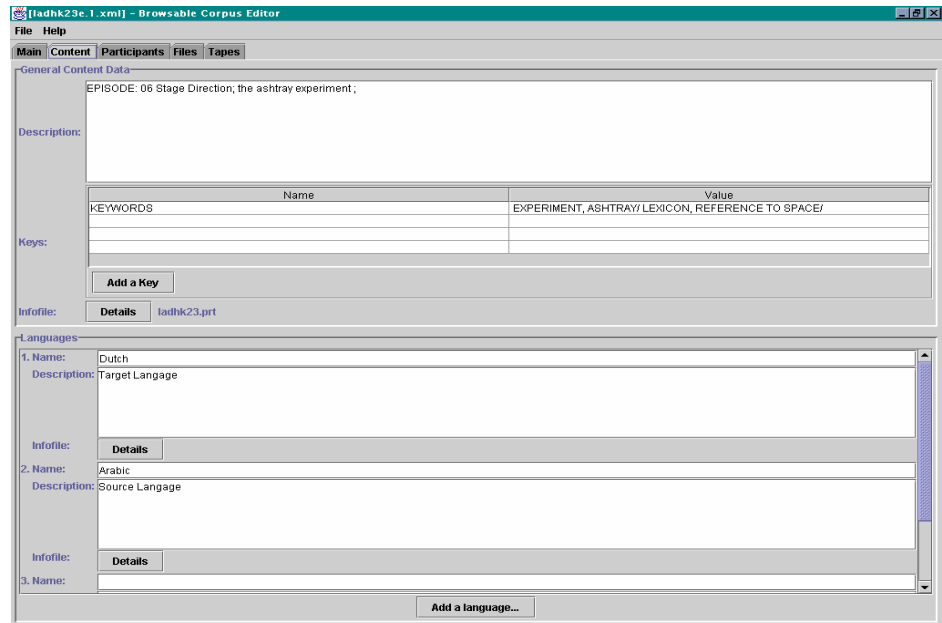 [ladhk23e.1.xml] - Browsable Corpus Editor
File Help
Main Content Participants Files Tapes
General Content Data
Description:
EPISODE: 06 Stage Direction; the ashtray experiment ;
Keys:
Name Value
KEYWORDS EXPERIMENT, ASHTRAY/ LEXICON, REFERENCE TO SPACE/
Add a Key
Infofile: Details ladhk23.prt
Languages
1. Name: Dutch
Description: Target Langage
Infofile: Details
2. Name: Arabic
Description: Source Langage
Infofile: Details
3. Name:
Add a language...